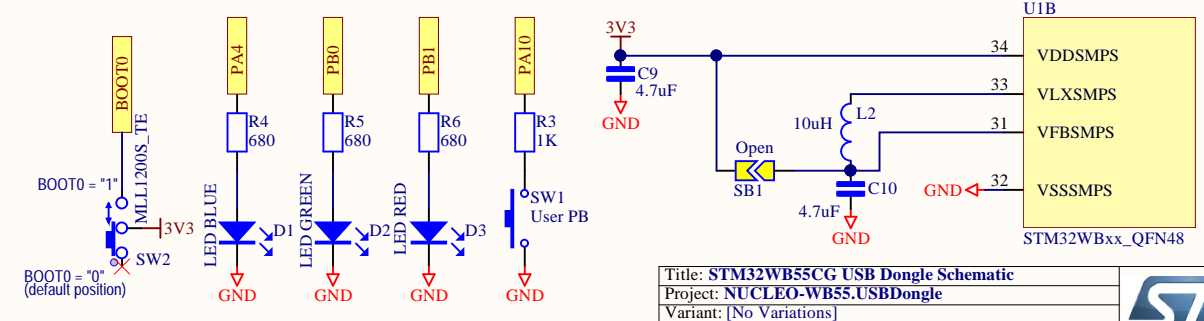 BOOT0
PA4
PB0
PB1
PA10
R4
680
R5
680
R6
680
R3
1K
MLL1200S_TE
BOOT0 = "1"
3V3
SW2
BOOT0 = "0"
(default position)
LED BLUE
D1
LED GREEN
D2
LED RED
D3
SW1
User PB
GND
GND
GND
GND
3V3
C9
4.7uF
GND
Open
SB1
10uH
L2
C10
4.7uF
GND
GND
U1B
34
VDDSMPS
33
VLXSMPS
31
VFBSMPS
32
VSSSMPS
STM32WBxx_QFN48
Title: STM32WB55CG USB Dongle Schematic
Project: NUCLEO-WB55.USBDongle
Variant: [No Variations]